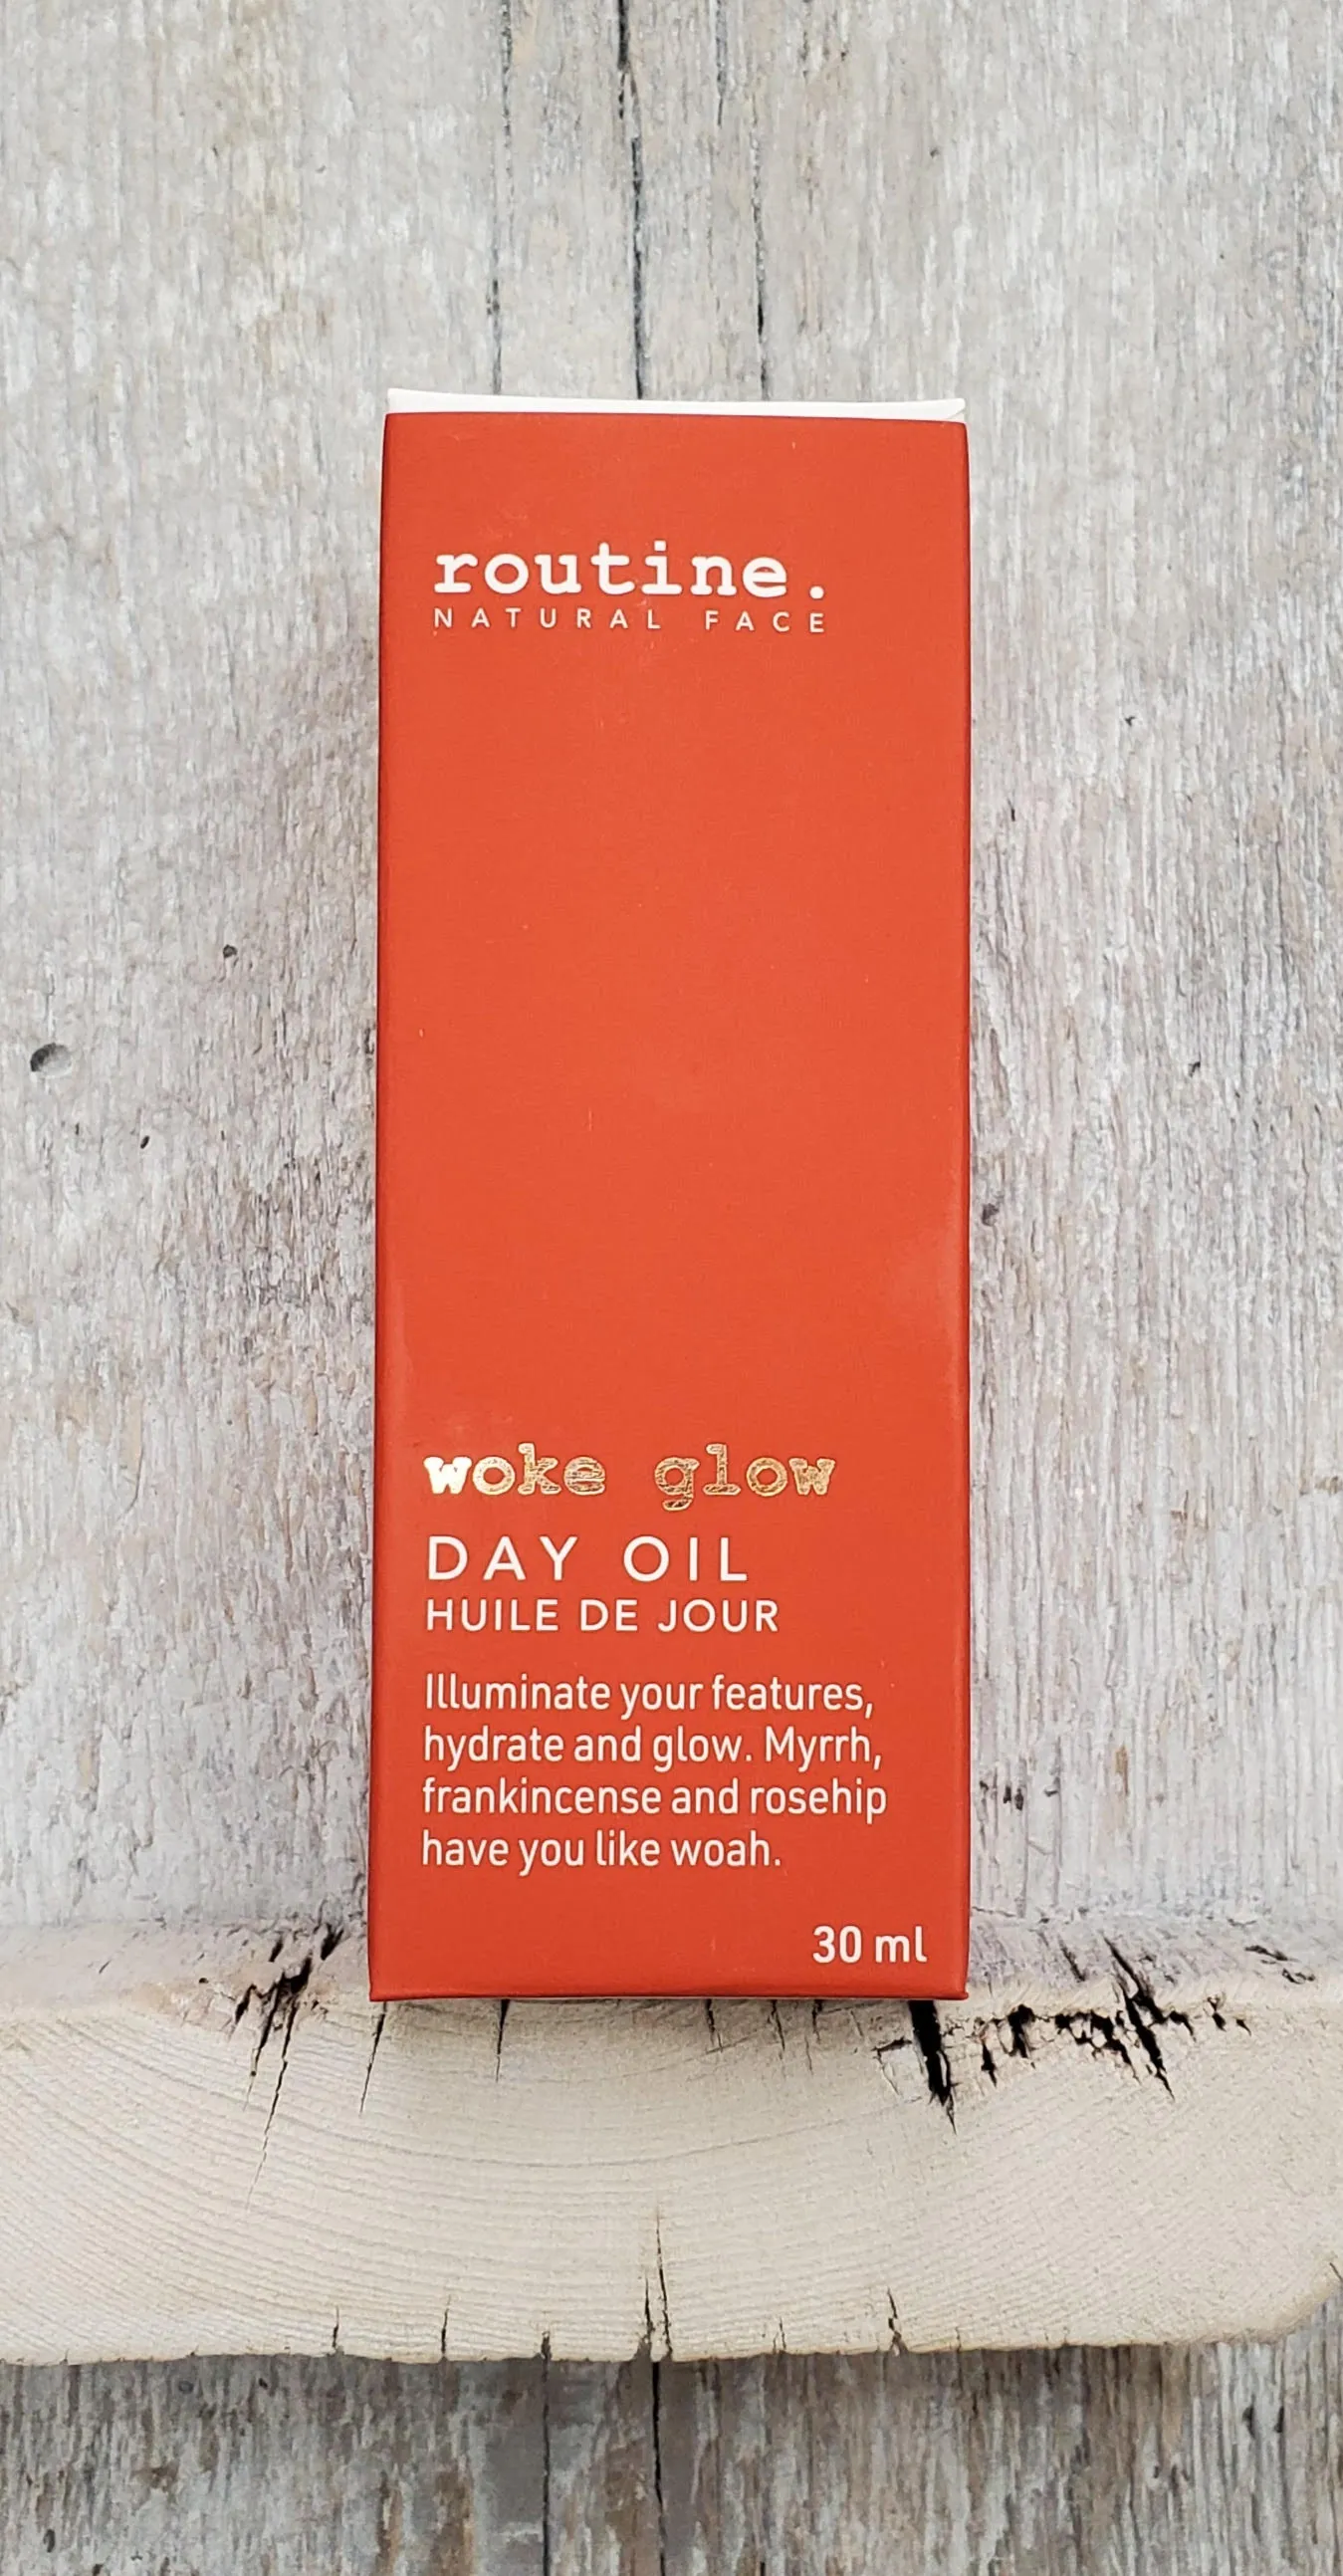 routine.
NATURAL FACE
woke glow
DAY OIL
HUILE DE JOUR
Illuminate your features,
hydrate and glow. Myrrh,
frankincense and rosehip
have you like woah.
30 ml